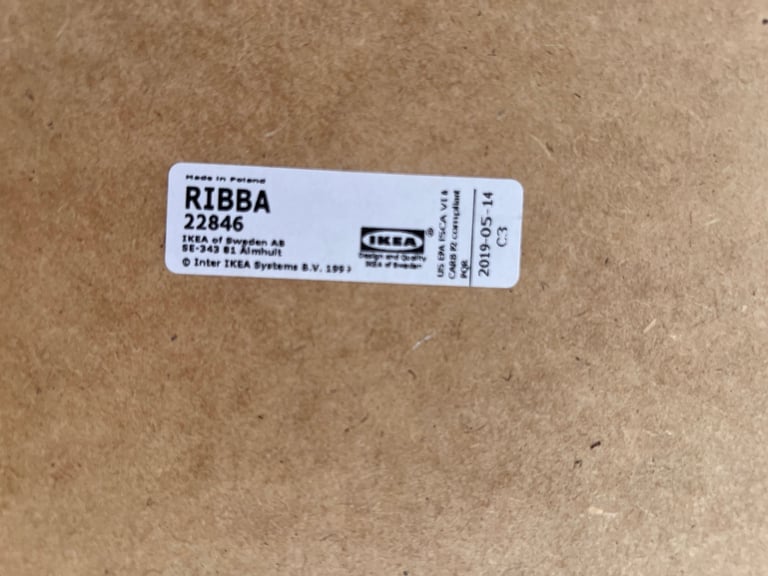 Made in Poland
RIBBA
22846
IKEA of Sweden AB
SE-343 81 Älmhult
© Inter IKEA Systems B.V.
IKEA®
Design and Quality
IKEA of Sweden
US EPA TSCA VI &
CARB P2 compliant
PQR
2019-05-14
C3